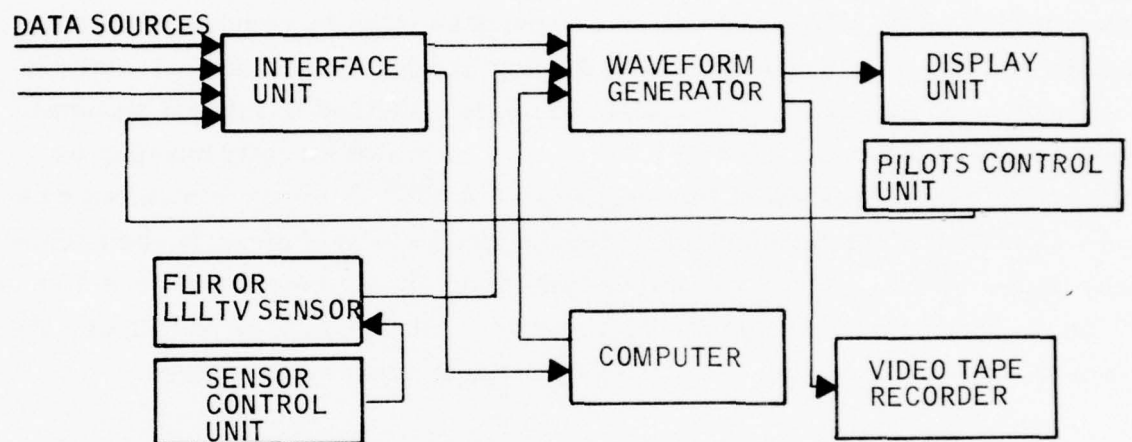 DATA SOURCES
INTERFACE
UNIT
WAVEFORM
GENERATOR
DISPLAY
UNIT
PILOTS CONTROL
UNIT
FLIR OR
LLLTV SENSOR
SENSOR
CONTROL
UNIT
COMPUTER
VIDEO TAPE
RECORDER